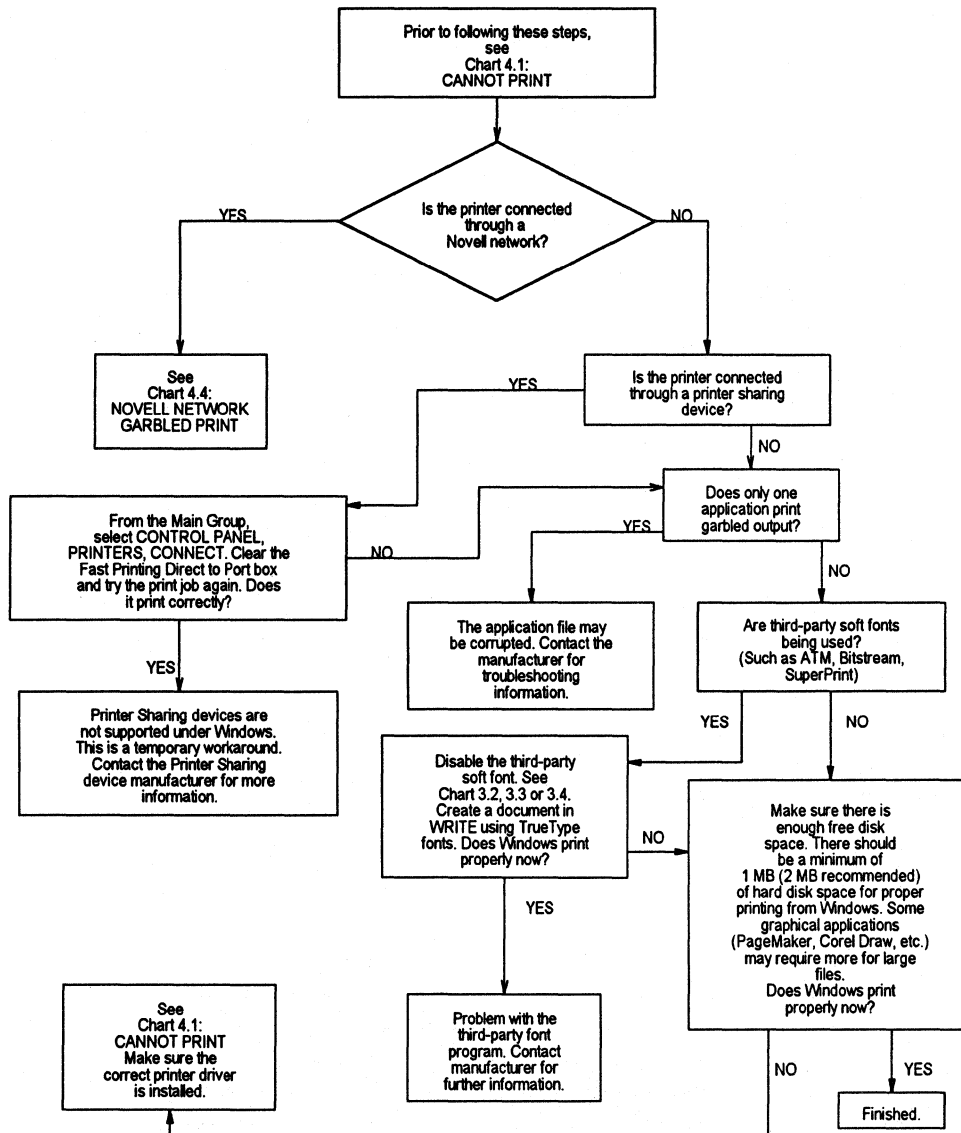 Prior to following these steps,
see
Chart 4.1:
CANNOT PRINT
Is the printer connected
through a
Novell network?
YES
NO
See
Chart 4.4:
NOVELL NETWORK
GARBLED PRINT
Is the printer connected
through a printer sharing
device?
YES
NO
From the Main Group,
select CONTROL PANEL,
PRINTERS, CONNECT. Clear the
Fast Printing Direct to Port box
and try the print job again. Does
it print correctly?
NO
YES
Does only one
application print
garbled output?
YES
NO
The application file may
be corrupted. Contact the
manufacturer for
troubleshooting
information.
Are third-party soft fonts
being used?
(Such as ATM, Bitstream,
SuperPrint)
YES
NO
Printer Sharing devices are
not supported under Windows.
This is a temporary workaround.
Contact the Printer Sharing
device manufacturer for more
information.
Disable the third-party
soft font. See
Chart 3.2, 3.3 or 3.4.
Create a document in
WRITE using TrueType
fonts. Does Windows print
properly now?
NO
YES
Make sure there is
enough free disk
space. There should
be a minimum of
1 MB (2 MB recommended)
of hard disk space for proper
printing from Windows. Some
graphical applications
(PageMaker, Corel Draw, etc.)
may require more for large
files.
Does Windows print
properly now?
NO
YES
See
Chart 4.1:
CANNOT PRINT
Make sure the
correct printer driver
is installed.
Problem with the
third-party font
program. Contact
manufacturer for
further information.
Finished.